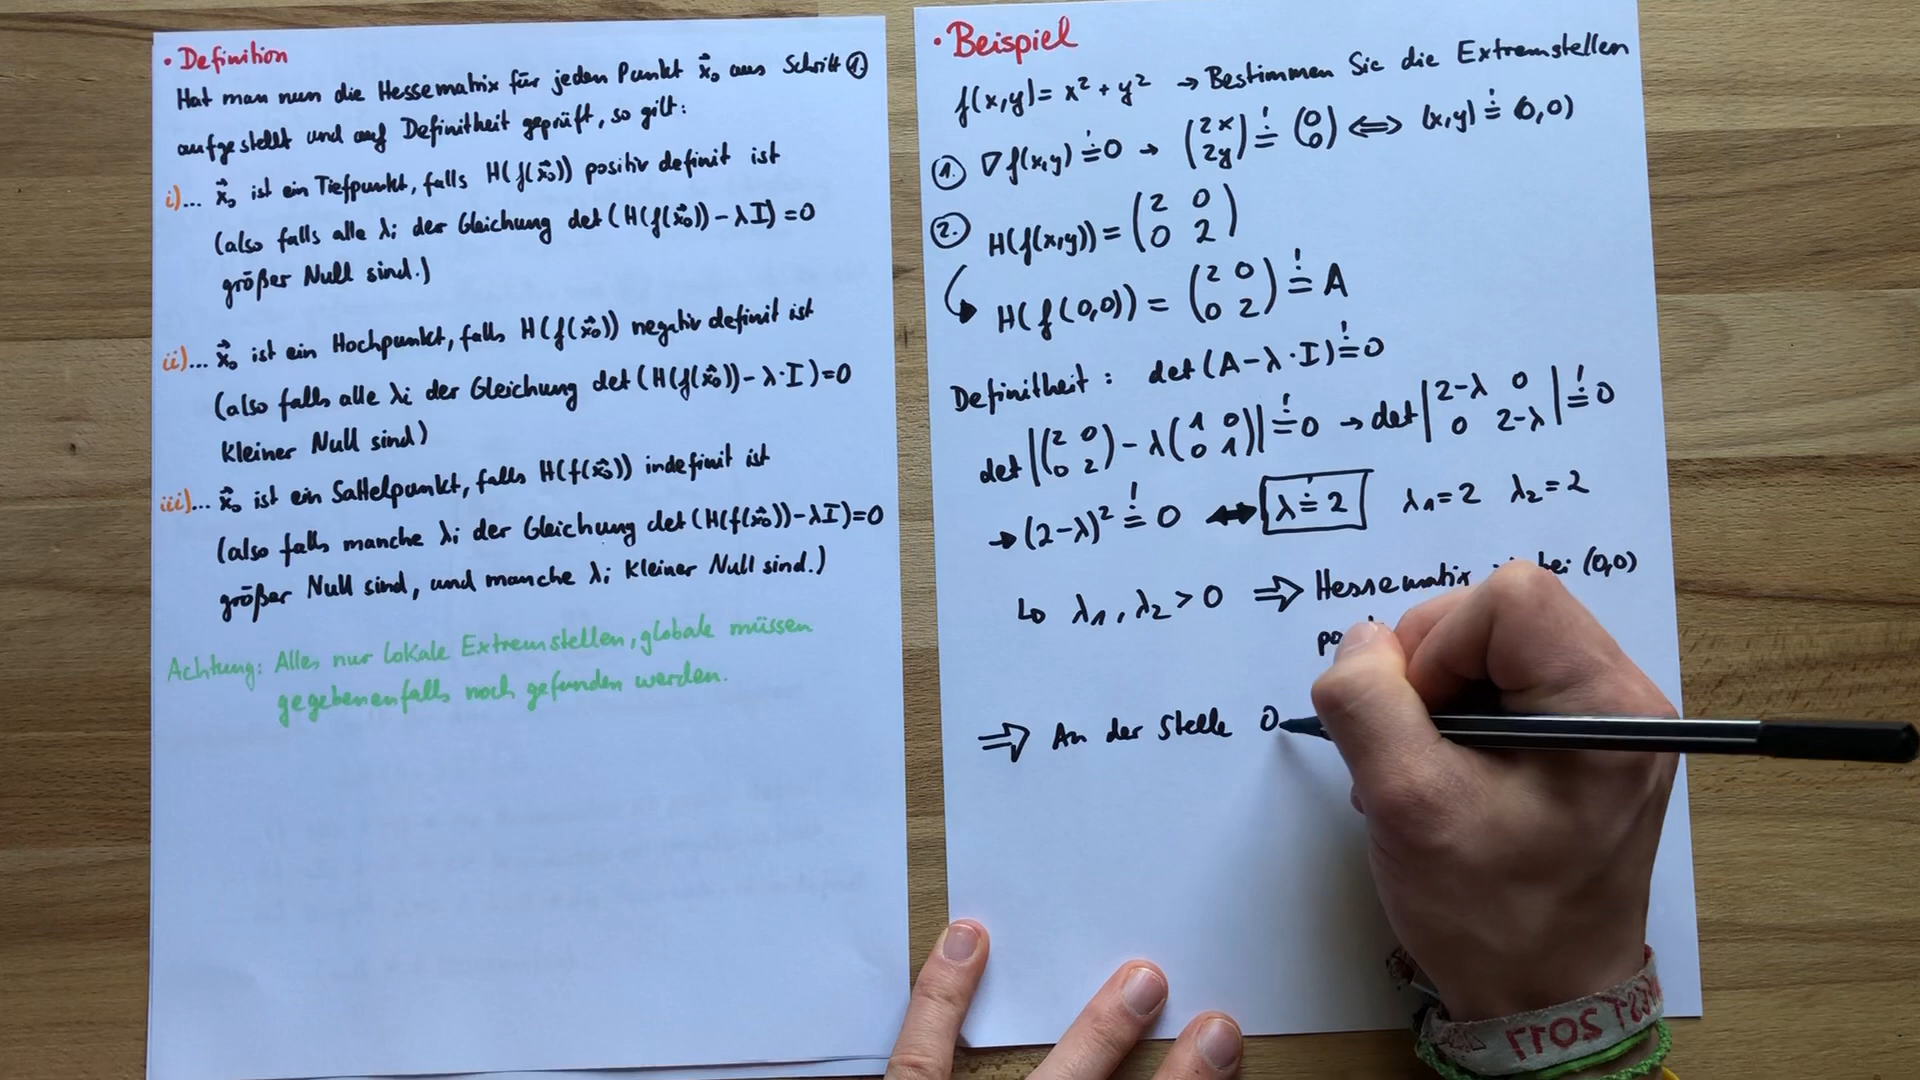 • Definition
Hat man nun die Hessematrix für jeden Punkt x⃗₀ aus Schritt ①
aufgestellt und auf Definitheit geprüft, so gilt:
i)... x⃗₀ ist ein Tiefpunkt, falls H(f(x⃗₀)) positiv definit ist
(also falls alle λi der Gleichung det(H(f(x⃗₀))-λI)=0
größer Null sind.)
ii)... x⃗₀ ist ein Hochpunkt, falls H(f(x⃗₀)) negativ definit ist
(also falls alle λi der Gleichung det(H(f(x⃗₀))-λ·I)=0
kleiner Null sind)
iii)... x⃗₀ ist ein Sattelpunkt, falls H(f(x⃗₀)) indefinit ist
(also falls manche λi der Gleichung det(H(f(x⃗₀))-λI)=0
größer Null sind, und manche λi kleiner Null sind.)
Achtung: Alles nur lokale Extremstellen, globale müssen
gegebenenfalls noch gefunden werden.
• Beispiel
f(x,y)= x² + y² → Bestimmen Sie die Extremstellen
①. ∇f(x,y) =! 0 → (2x 2y) =! (0 0) ⟺ (x,y) =! (0,0)
②. H(f(x,y)) = (2 0 0 2)
↳ H(f(0,0)) = (2 0 0 2) =! A
Definitheit: det(A-λ·I) =! 0
det|(2 0 0 2) - λ(1 0 0 1)| =! 0 → det|2-λ 0 0 2-λ| =! 0
→ (2-λ)² =! 0 ↔ λ =! 2 λ₁=2 λ₂=2
↳ λ₁, λ₂ > 0 ⇒ Hessematrix bei (0,0)
⇒ An der Stelle 0
2017